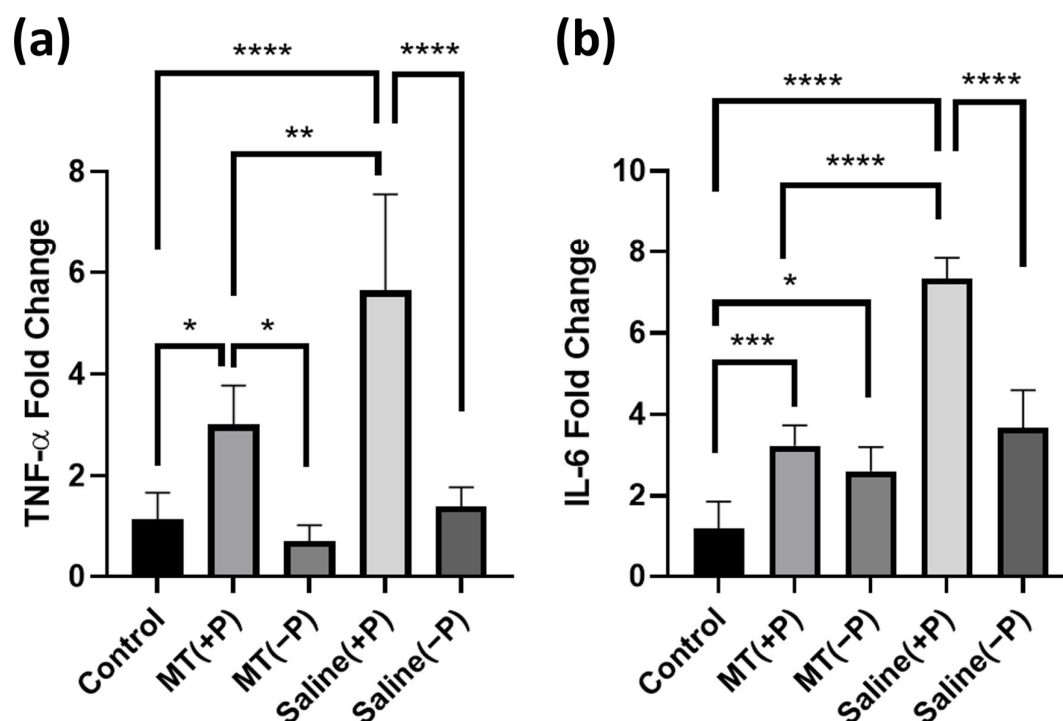 (a)
**** ****
**
* *
TNF-α Fold Change
8
6
4
2
0
Control
MT(+P)
MT(−P)
Saline(+P)
Saline(−P)
(b)
**** ****
****
*
***
IL-6 Fold Change
10
8
6
4
2
0
Control
MT(+P)
MT(−P)
Saline(+P)
Saline(−P)